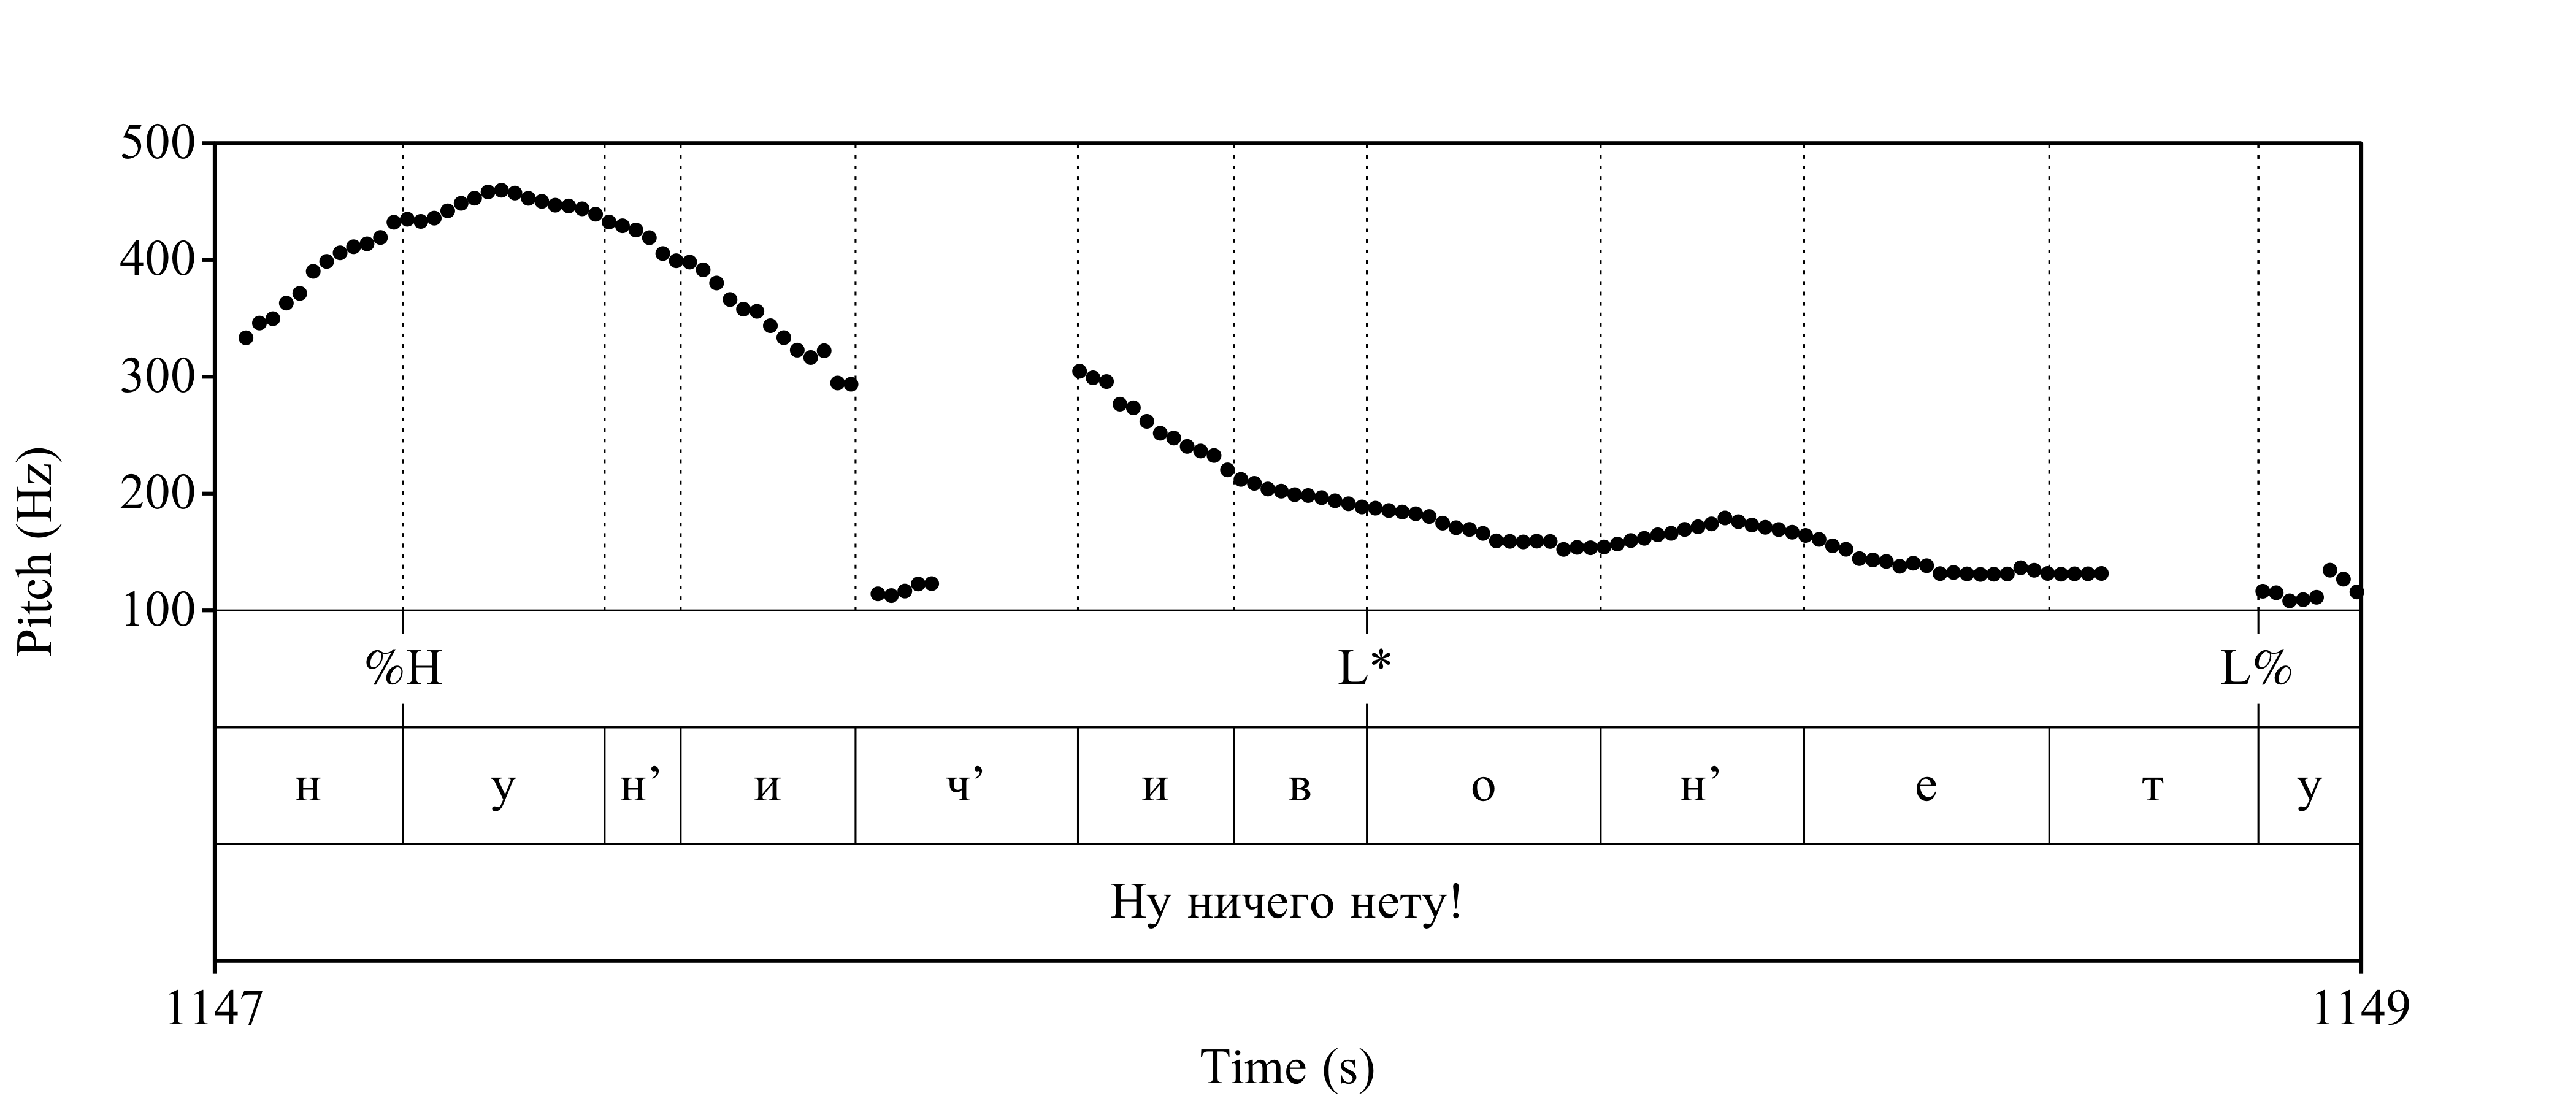 500
400
300
200
100
Pitch (Hz)
%H L* L%
н у н’ и ч’ и в о н’ е т у
Ну ничего нету!
1147 1149
Time (s)